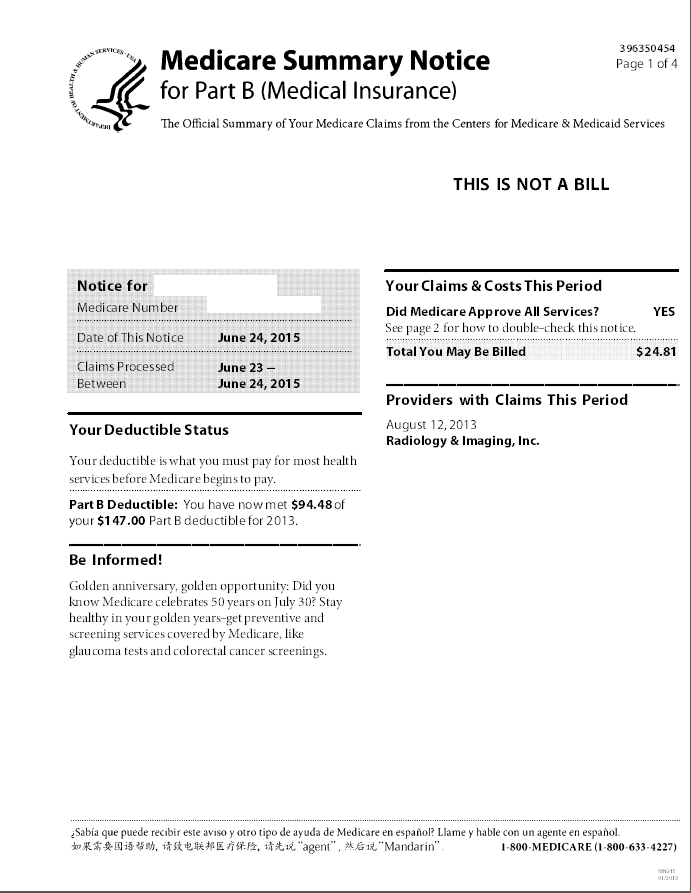 DEPARTMENT OF HEALTH & HUMAN SERVICES · USA
Medicare Summary Notice
for Part B (Medical Insurance)
The Official Summary of Your Medicare Claims from the Centers for Medicare & Medicaid Services
396350454
Page 1 of 4
THIS IS NOT A BILL
Notice for
Medicare Number
Date of This Notice June 24, 2015
Claims Processed June 23 –
Between June 24, 2015
Your Deductible Status
Your deductible is what you must pay for most health
services before Medicare begins to pay.
Part B Deductible: You have now met $94.48 of
your $147.00 Part B deductible for 2013.
Be Informed!
Golden anniversary, golden opportunity: Did you
know Medicare celebrates 50 years on July 30? Stay
healthy in your golden years–get preventive and
screening services covered by Medicare, like
glaucoma tests and colorectal cancer screenings.
Your Claims & Costs This Period
Did Medicare Approve All Services? YES
See page 2 for how to double–check this notice.
Total You May Be Billed $24.81
Providers with Claims This Period
August 12, 2013
Radiology & Imaging, Inc.
¿Sabía que puede recibir este aviso y otro tipo de ayuda de Medicare en español? Llame y hable con un agente en español.
如果需要国语帮助, 请致电联邦医疗保险, 请先说 "agent", 然后说 "Mandarin". 1-800-MEDICARE (1-800-633-4227)
01/2013